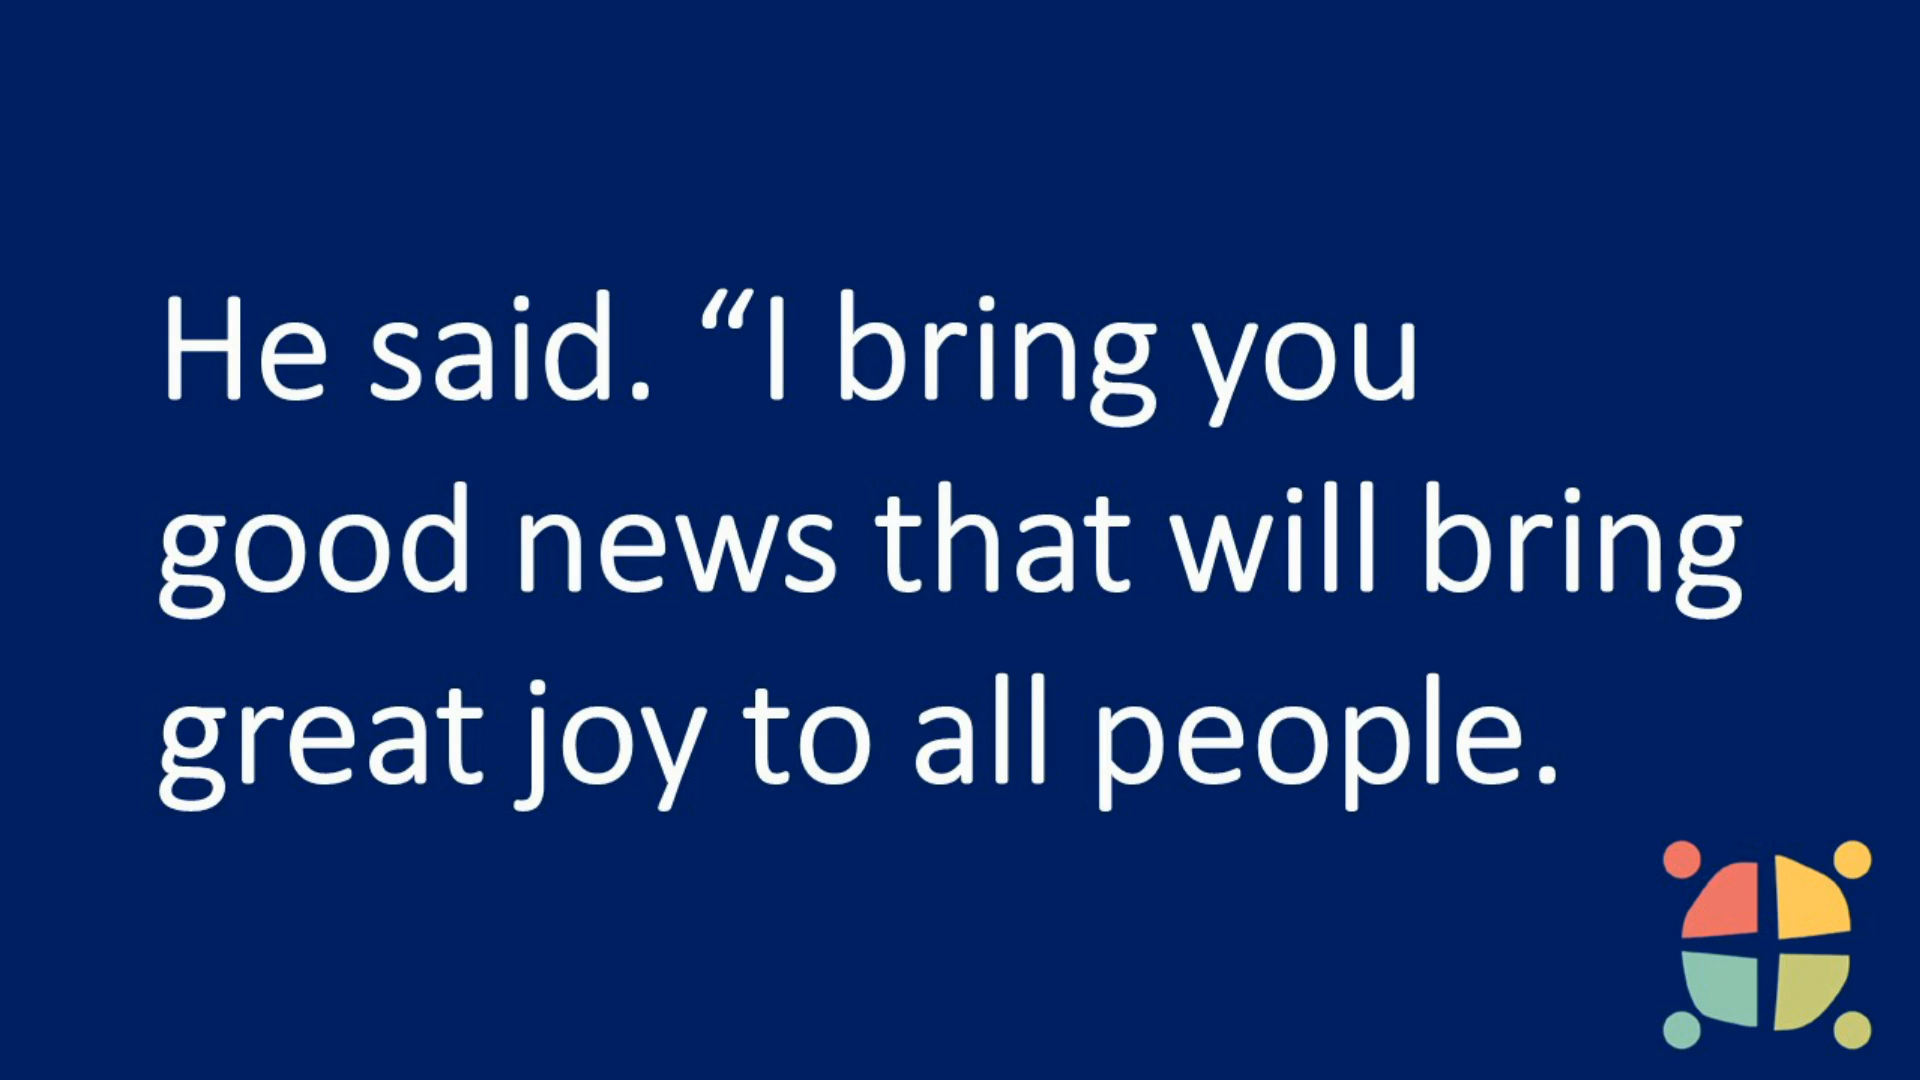 He said. “I bring you
good news that will bring
great joy to all people.